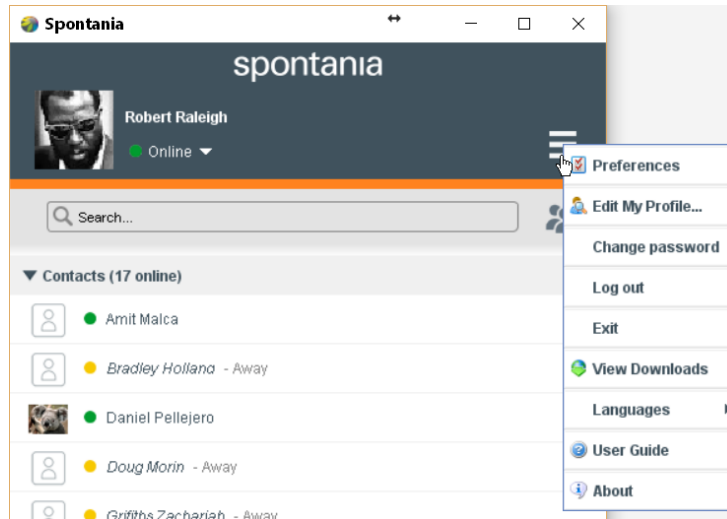 Spontania
spontania
Robert Raleigh
Online
Search...
Contacts (17 online)
Amit Malca
Bradley Holland - Away
Daniel Pellejero
Doug Morin - Away
Grifiths Zachariah - Away
Preferences
Edit My Profile...
Change password
Log out
Exit
View Downloads
Languages
User Guide
About